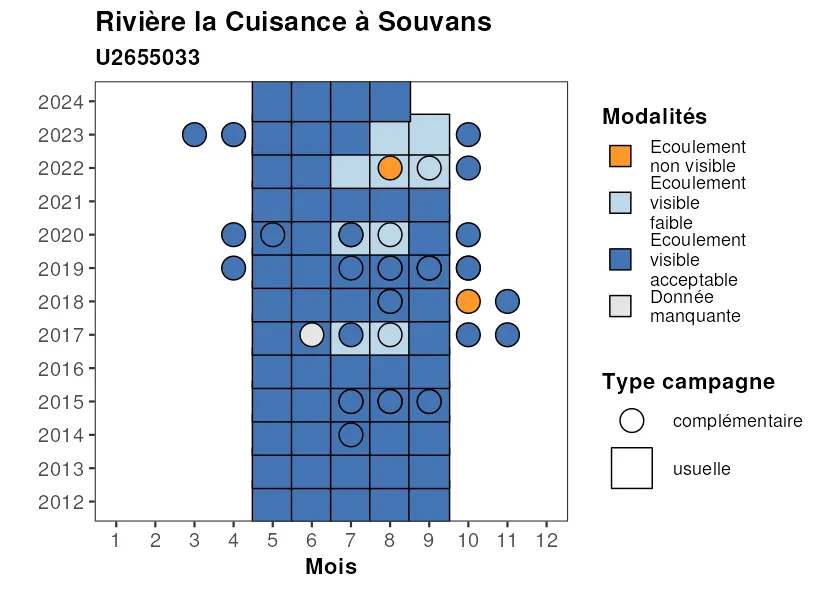 Rivière la Cuisance à Souvans
U2655033
2024
2023
2022
2021
2020
2019
2018
2017
2016
2015
2014
2013
2012
1 2 3 4 5 6 7 8 9 10 11 12
Mois
Modalités
Ecoulement
non visible
Ecoulement
visible
faible
Ecoulement
visible
acceptable
Donnée
manquante
Type campagne
complémentaire
usuelle